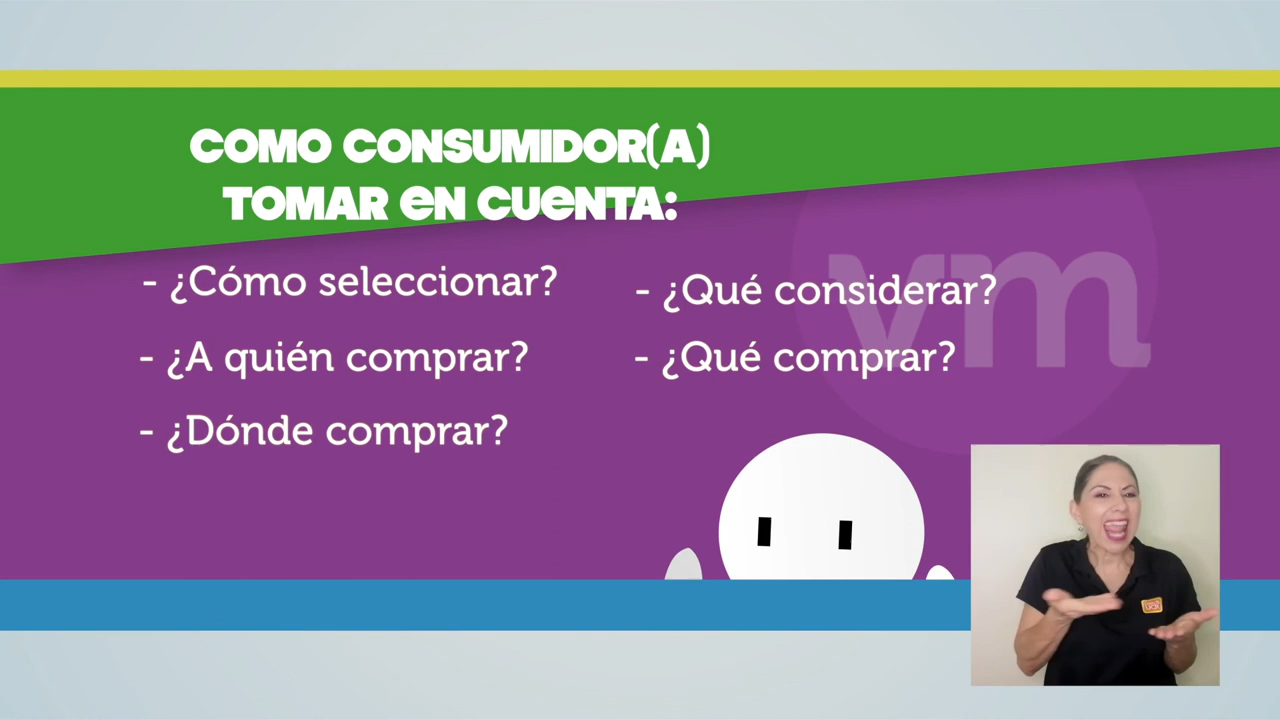 COMO CONSUMIDOR(A)
TOMAR EN CUENTA:
- ¿Cómo seleccionar?
- ¿A quién comprar?
- ¿Dónde comprar?
- ¿Qué considerar?
- ¿Qué comprar?
vm